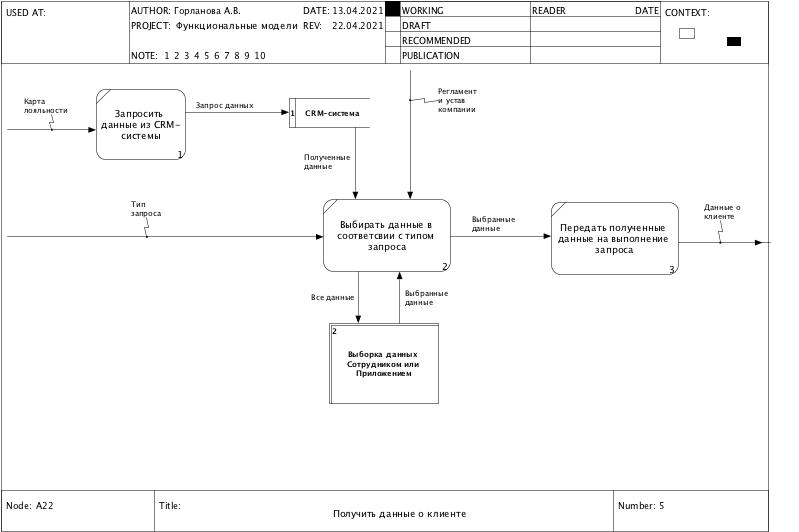 USED AT:
AUTHOR: Горланова А.В.
DATE: 13.04.2021
PROJECT: Функциональные модели
REV: 22.04.2021
NOTE: 1 2 3 4 5 6 7 8 9 10
WORKING
DRAFT
RECOMMENDED
PUBLICATION
READER
DATE
CONTEXT:
Карта
лояльности
Запросить
данные из CRM-
системы
1
Запрос данных
1
CRM-система
Регламент
и устав
компании
Полученные
данные
Тип
запроса
Выбирать данные в
соответсвии с типом
запроса
2
Выбранные
данные
Передать полученные
данные на выполнение
запроса
3
Данные о
клиенте
Все данные
Выбранные
данные
2
Выборка данных
Сотрудником или
Приложением
Node: A22
Title:
Получить данные о клиенте
Number: 5